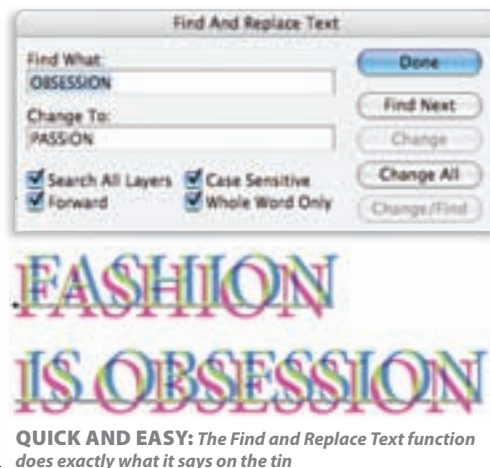 Find And Replace Text
Find What:
OBSESSION
Done
Find Next
Change To:
PASSION
Change
Search All Layers
Case Sensitive
Change All
Forward
Whole Word Only
Change/Find
FASHION
IS OBSESSION
QUICK AND EASY: The Find and Replace Text function
does exactly what it says on the tin